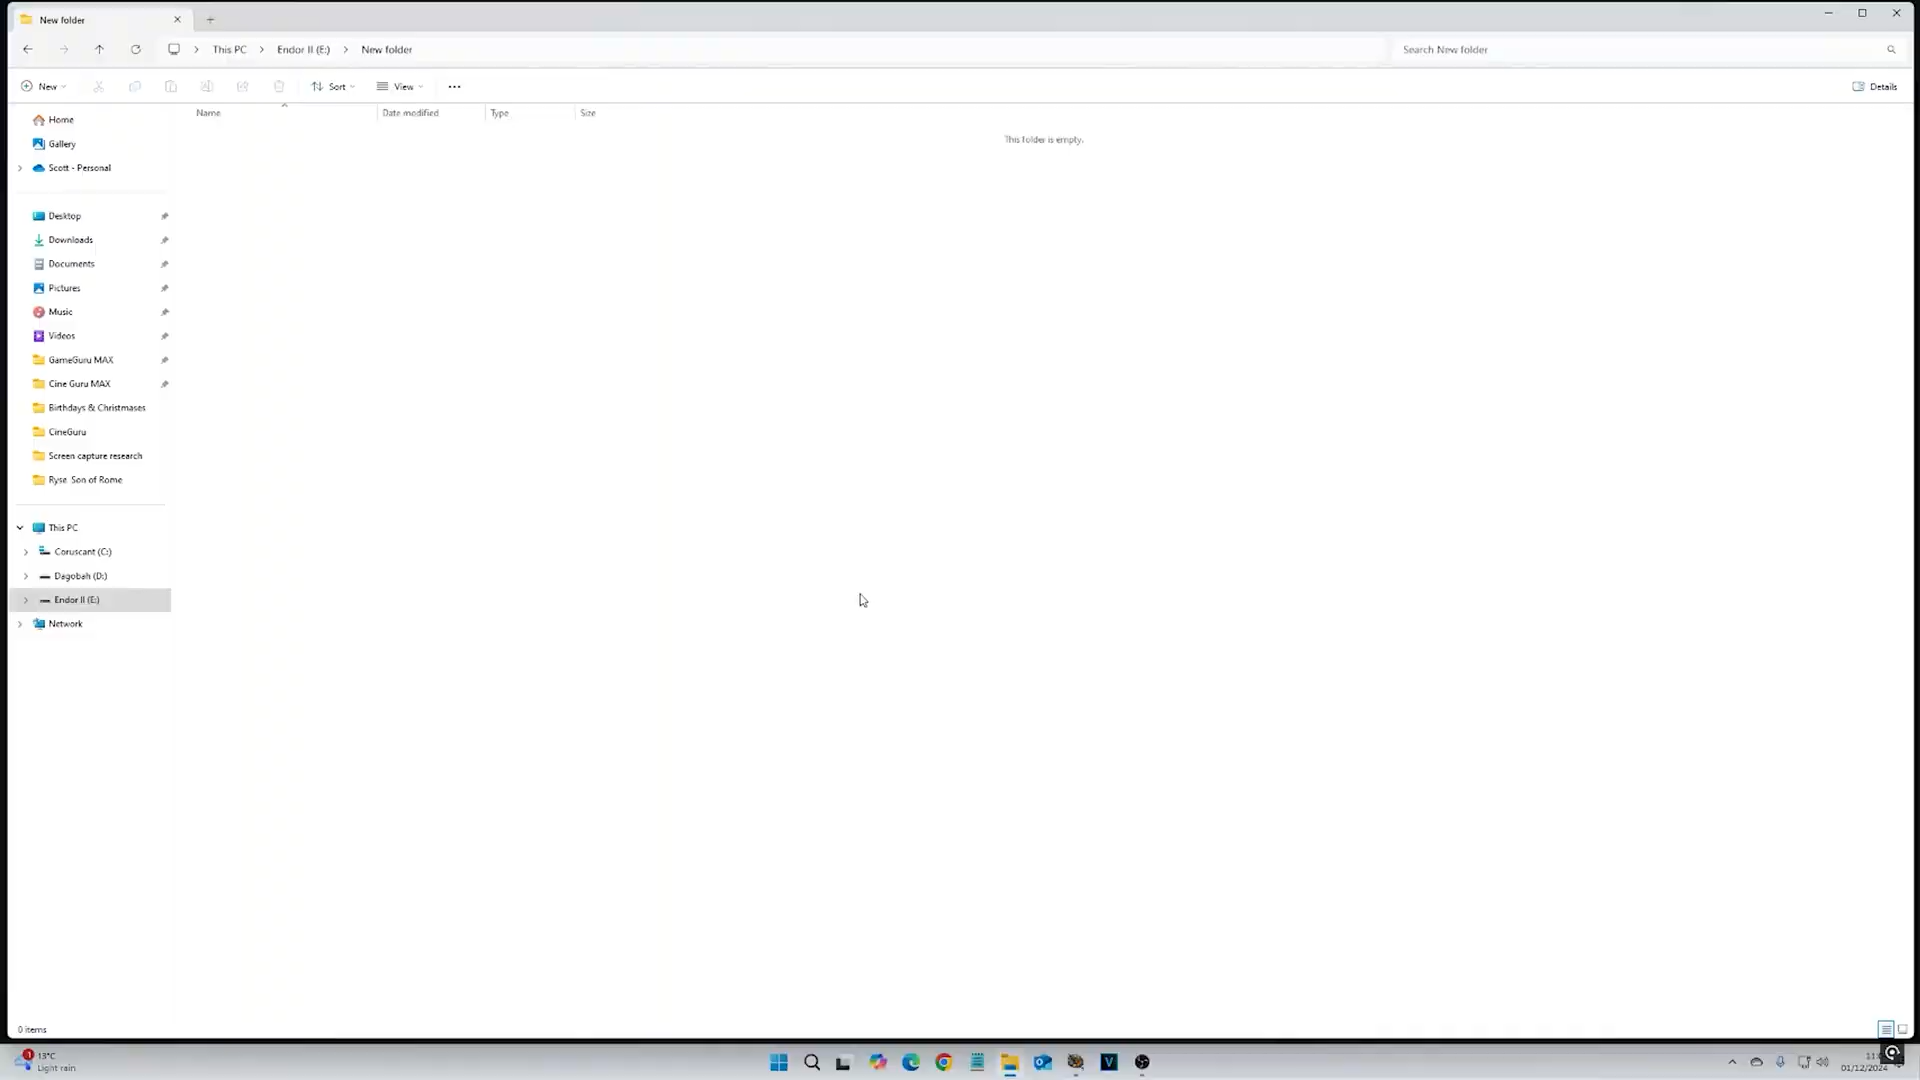 New folder
This PC
Endor II (E:)
New folder
Search New folder
New
Sort
View
Details
Name
Date modified
Type
Size
This folder is empty.
Home
Gallery
Scott - Personal
Desktop
Downloads
Documents
Pictures
Music
Videos
GameGuru MAX
Cine Guru MAX
Birthdays & Christmases
CineGuru
Screen capture research
Ryse Son of Rome
This PC
Coruscant (C:)
Dagobah (D:)
Endor II (E:)
Network
0 items
1
13°C
Light rain
V
01/12/2024